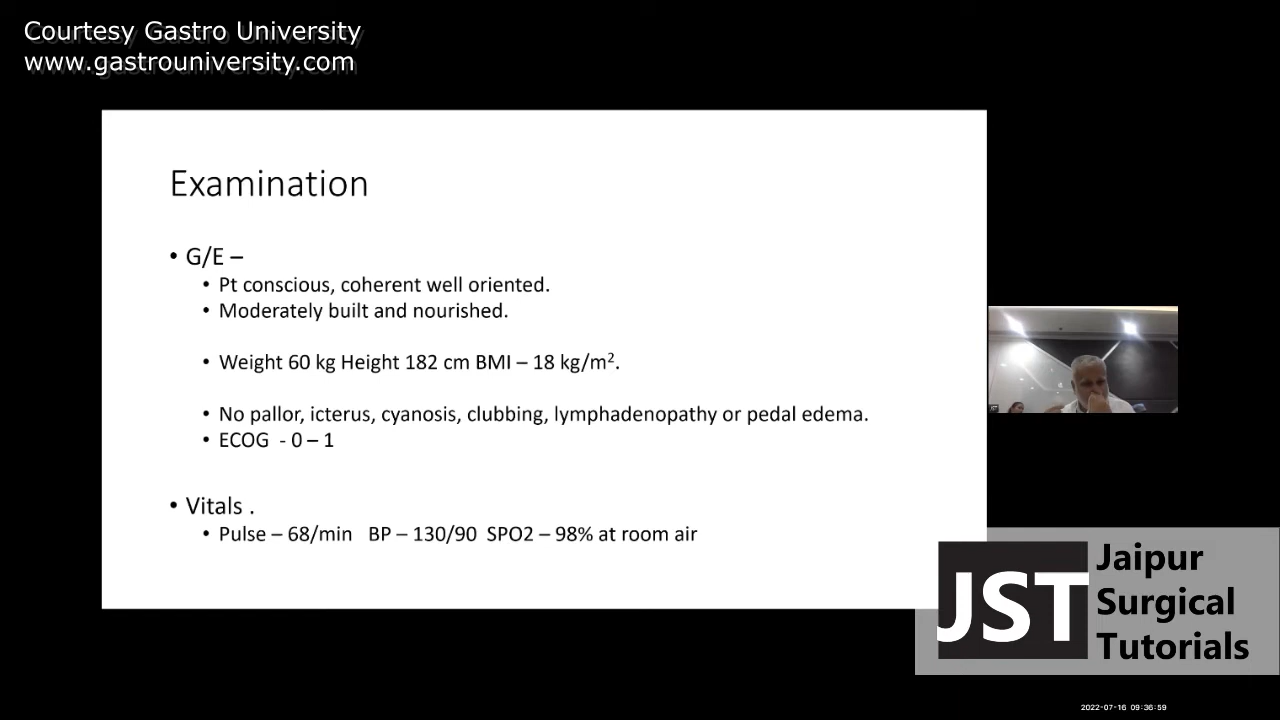 Courtesy Gastro University
www.gastrouniversity.com
Examination
• G/E –
• Pt conscious, coherent well oriented.
• Moderately built and nourished.
• Weight 60 kg Height 182 cm BMI – 18 kg/m².
• No pallor, icterus, cyanosis, clubbing, lymphadenopathy or pedal edema.
• ECOG - 0 – 1
• Vitals .
• Pulse – 68/min BP – 130/90 SPO2 – 98% at room air
JST
Jaipur
Surgical
Tutorials
2022-07-16 09:36:59